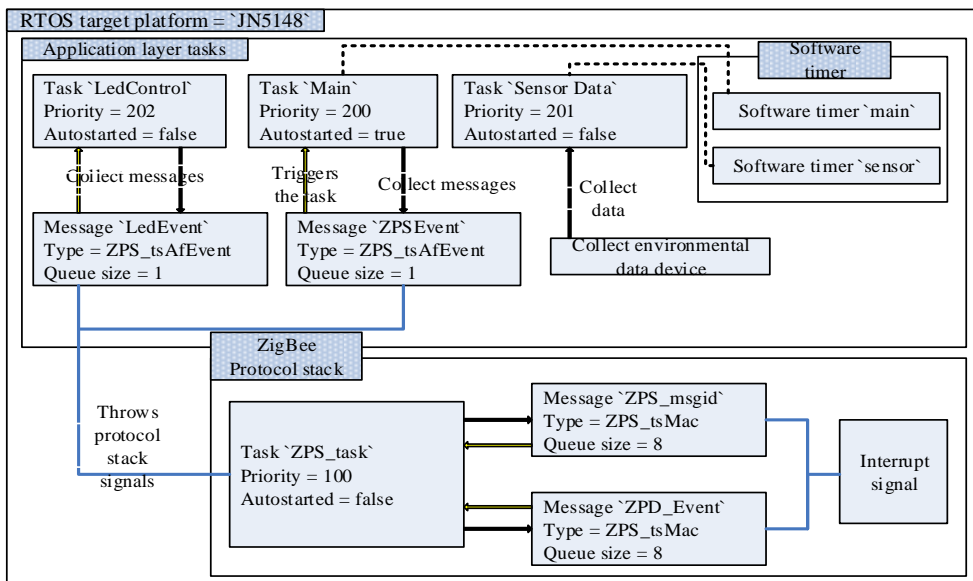 RTOS target platform = `JN5148`
Application layer tasks
Software
timer
Task `LedControl`
Priority = 202
Autostarted = false
Task `Main`
Priority = 200
Autostarted = true
Task `Sensor Data`
Priority = 201
Autostarted = false
Software timer `main`
Software timer `sensor`
Collect messages
Triggers
the task
Collect messages
Collect
data
Message `LedEvent`
Type = ZPS_tsAfEvent
Queue size = 1
Message `ZPSEvent`
Type = ZPS_tsAfEvent
Queue size = 1
Collect environmental
data device
ZigBee
Protocol stack
Throws
protocol
stack
signals
Task `ZPS_task`
Priority = 100
Autostarted = false
Message `ZPS_msgid`
Type = ZPS_tsMac
Queue size = 8
Message `ZPD_Event`
Type = ZPS_tsMac
Queue size = 8
Interrupt
signal